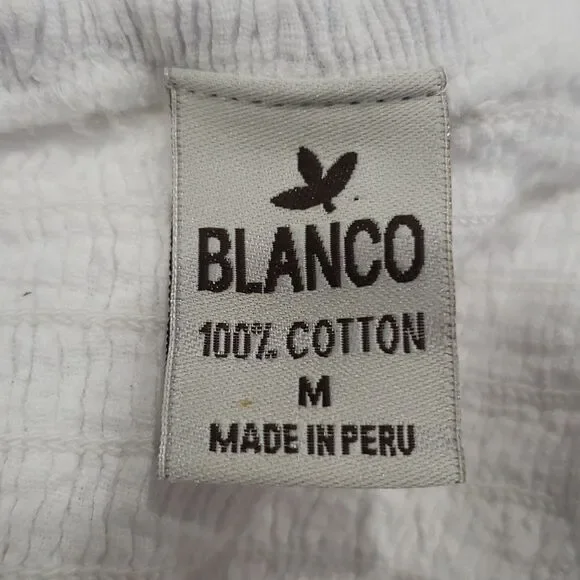 BLANCO
100% COTTON
M
MADE IN PERU